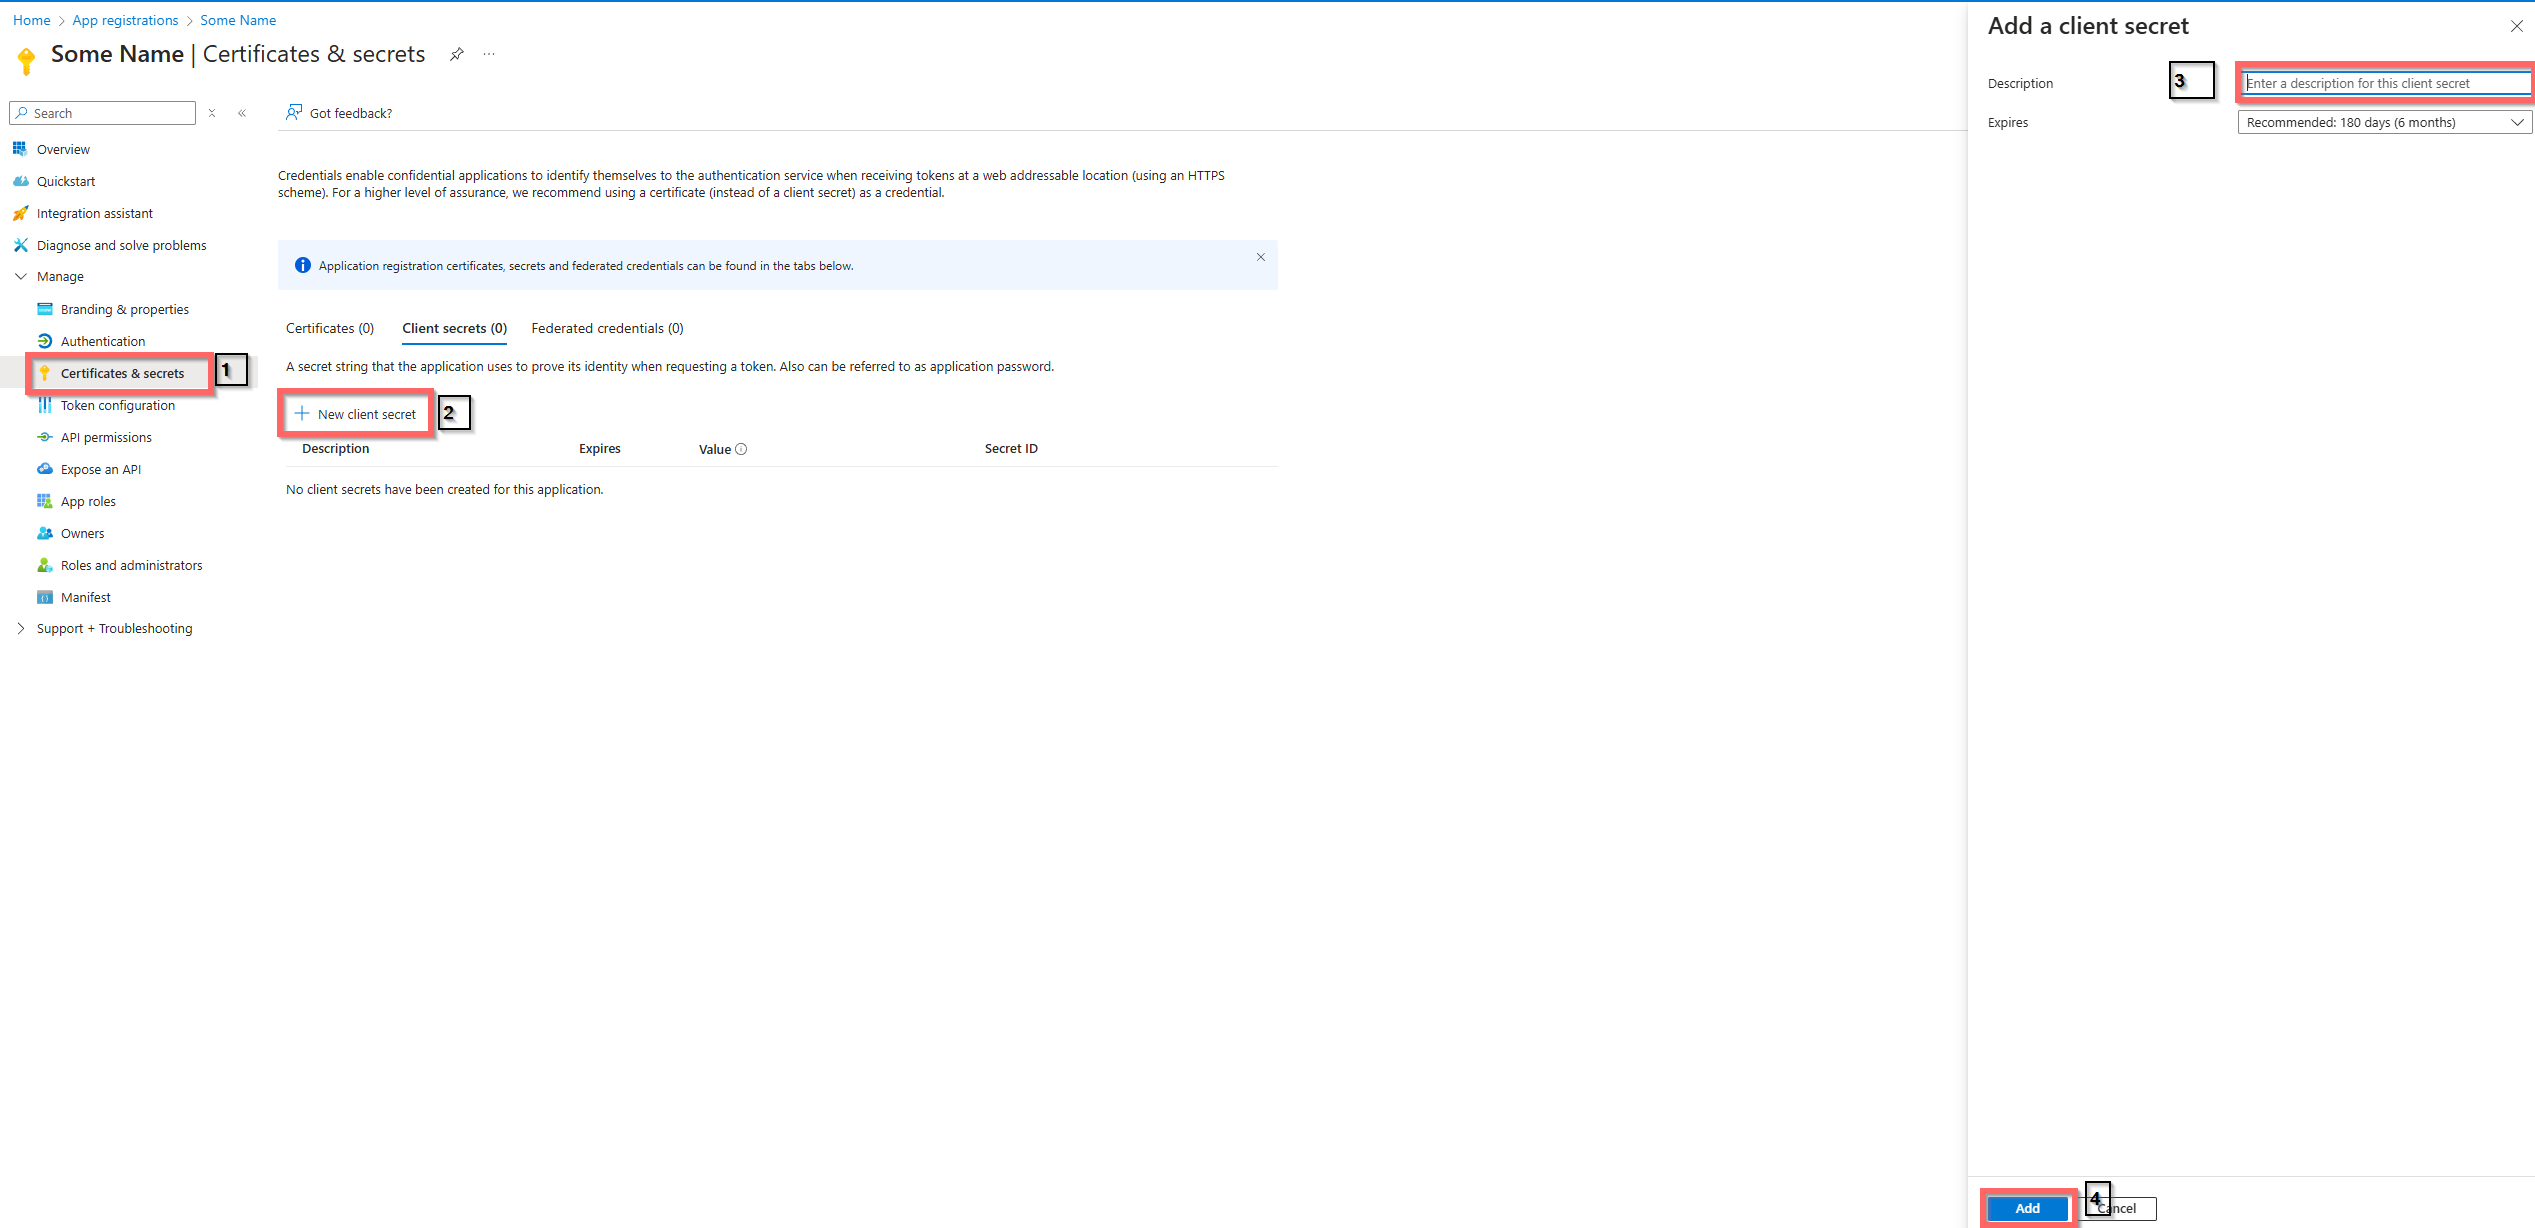 Home > App registrations > Some Name
Some Name | Certificates & secrets
Search
Overview
Quickstart
Integration assistant
Diagnose and solve problems
Manage
Branding & properties
Authentication
Certificates & secrets 1
Token configuration
API permissions
Expose an API
App roles
Owners
Roles and administrators
Manifest
Support + Troubleshooting
Got feedback?
Credentials enable confidential applications to identify themselves to the authentication service when receiving tokens at a web addressable location (using an HTTPS
scheme). For a higher level of assurance, we recommend using a certificate (instead of a client secret) as a credential.
Application registration certificates, secrets and federated credentials can be found in the tabs below.
Certificates (0) Client secrets (0) Federated credentials (0)
A secret string that the application uses to prove its identity when requesting a token. Also can be referred to as application password.
New client secret 2
Description Expires Value Secret ID
No client secrets have been created for this application.
Add a client secret
Description 3 Enter a description for this client secret
Expires Recommended: 180 days (6 months)
Add 4 Cancel